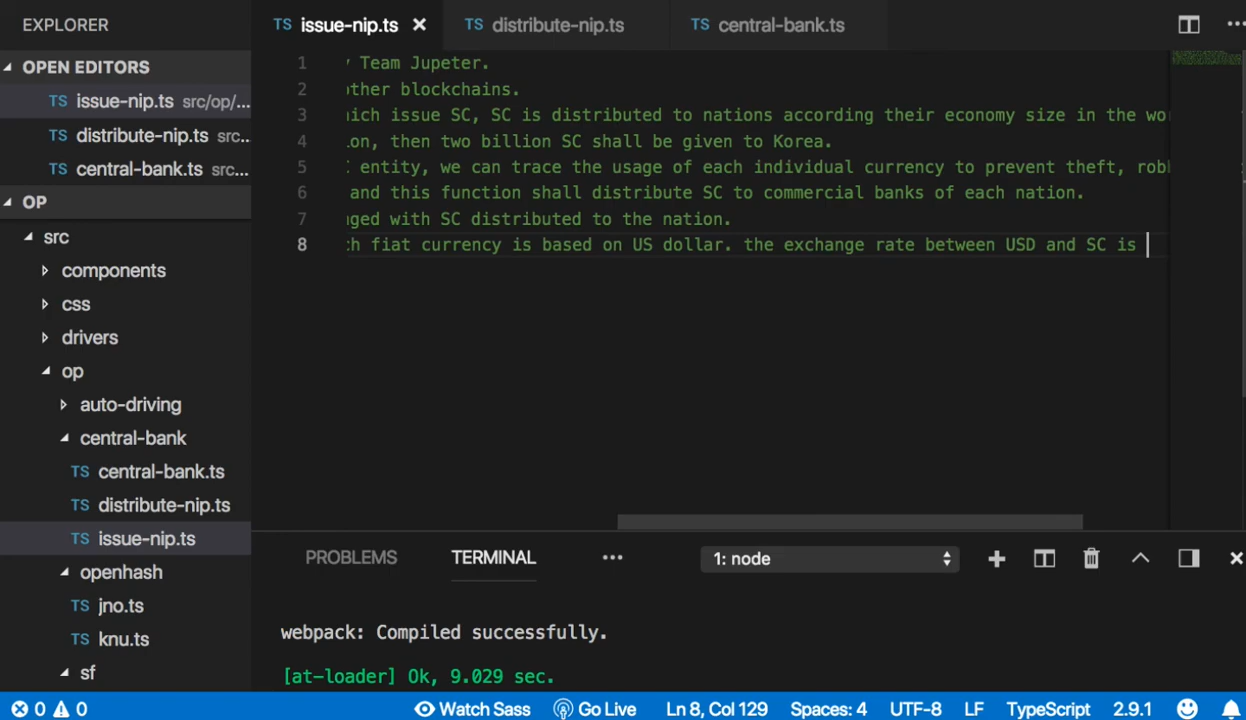 EXPLORER
TS issue-nip.ts
TS distribute-nip.ts
TS central-bank.ts
OPEN EDITORS
TS issue-nip.ts src/op/...
TS distribute-nip.ts src...
TS central-bank.ts src...
OP
src
components
css
drivers
op
auto-driving
central-bank
TS central-bank.ts
TS distribute-nip.ts
TS issue-nip.ts
openhash
TS jno.ts
TS knu.ts
sf
1 Team Jupeter.
2 other blockchains.
3 issue SC, SC is distributed to nations according their economy size in the
4 then two billion SC shall be given to Korea.
5 entity, we can trace the usage of each individual currency to prevent theft,
6 and this function shall distribute SC to commercial banks of each nation.
7 with SC distributed to the nation.
8 fiat currency is based on US dollar. the exchange rate between USD and SC is
PROBLEMS TERMINAL ... 1: node
webpack: Compiled successfully.
[at-loader] Ok, 9.029 sec.
0 0 Watch Sass Go Live Ln 8, Col 129 Spaces: 4 UTF-8 LF TypeScript 2.9.1